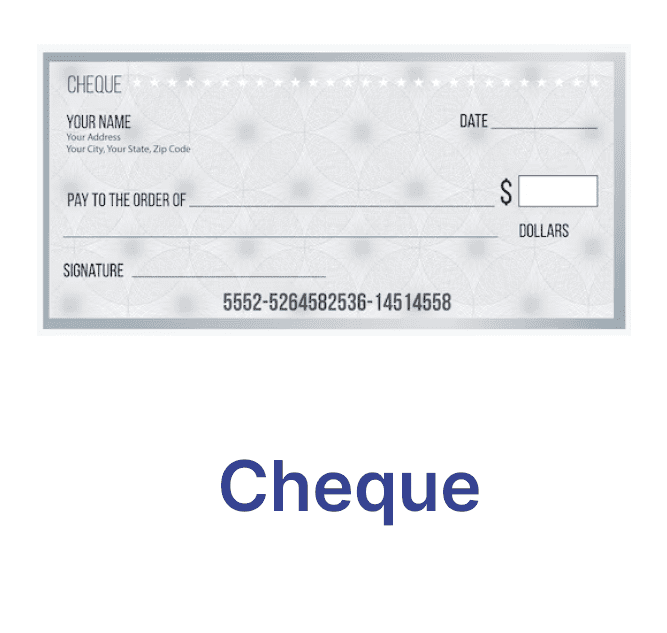 CHEQUE
YOUR NAME
Your Address
Your City, Your State, Zip Code
DATE
PAY TO THE ORDER OF
$
DOLLARS
SIGNATURE
5552-5264582536-14514558
Cheque